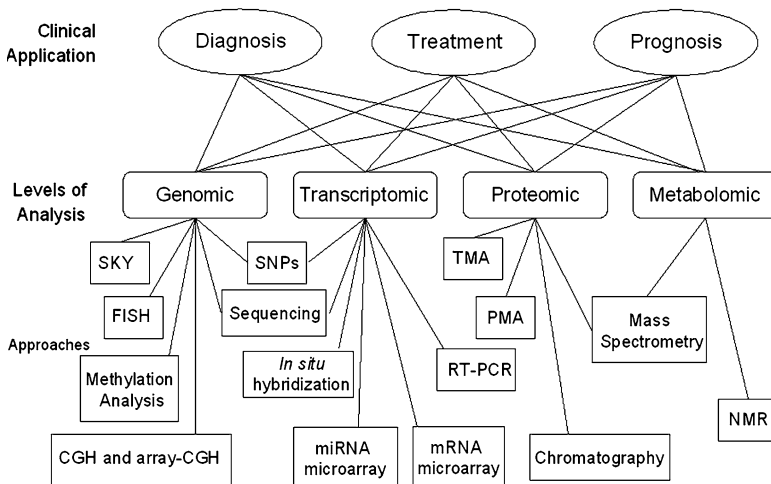 Clinical
Application
Diagnosis
Treatment
Prognosis
Levels of
Analysis
Genomic
Transcriptomic
Proteomic
Metabolomic
SKY
SNPs
TMA
FISH
Sequencing
PMA
Mass
Spectrometry
Approaches
Methylation
Analysis
In situ
hybridization
RT-PCR
NMR
CGH and array-CGH
miRNA
microarray
mRNA
microarray
Chromatography